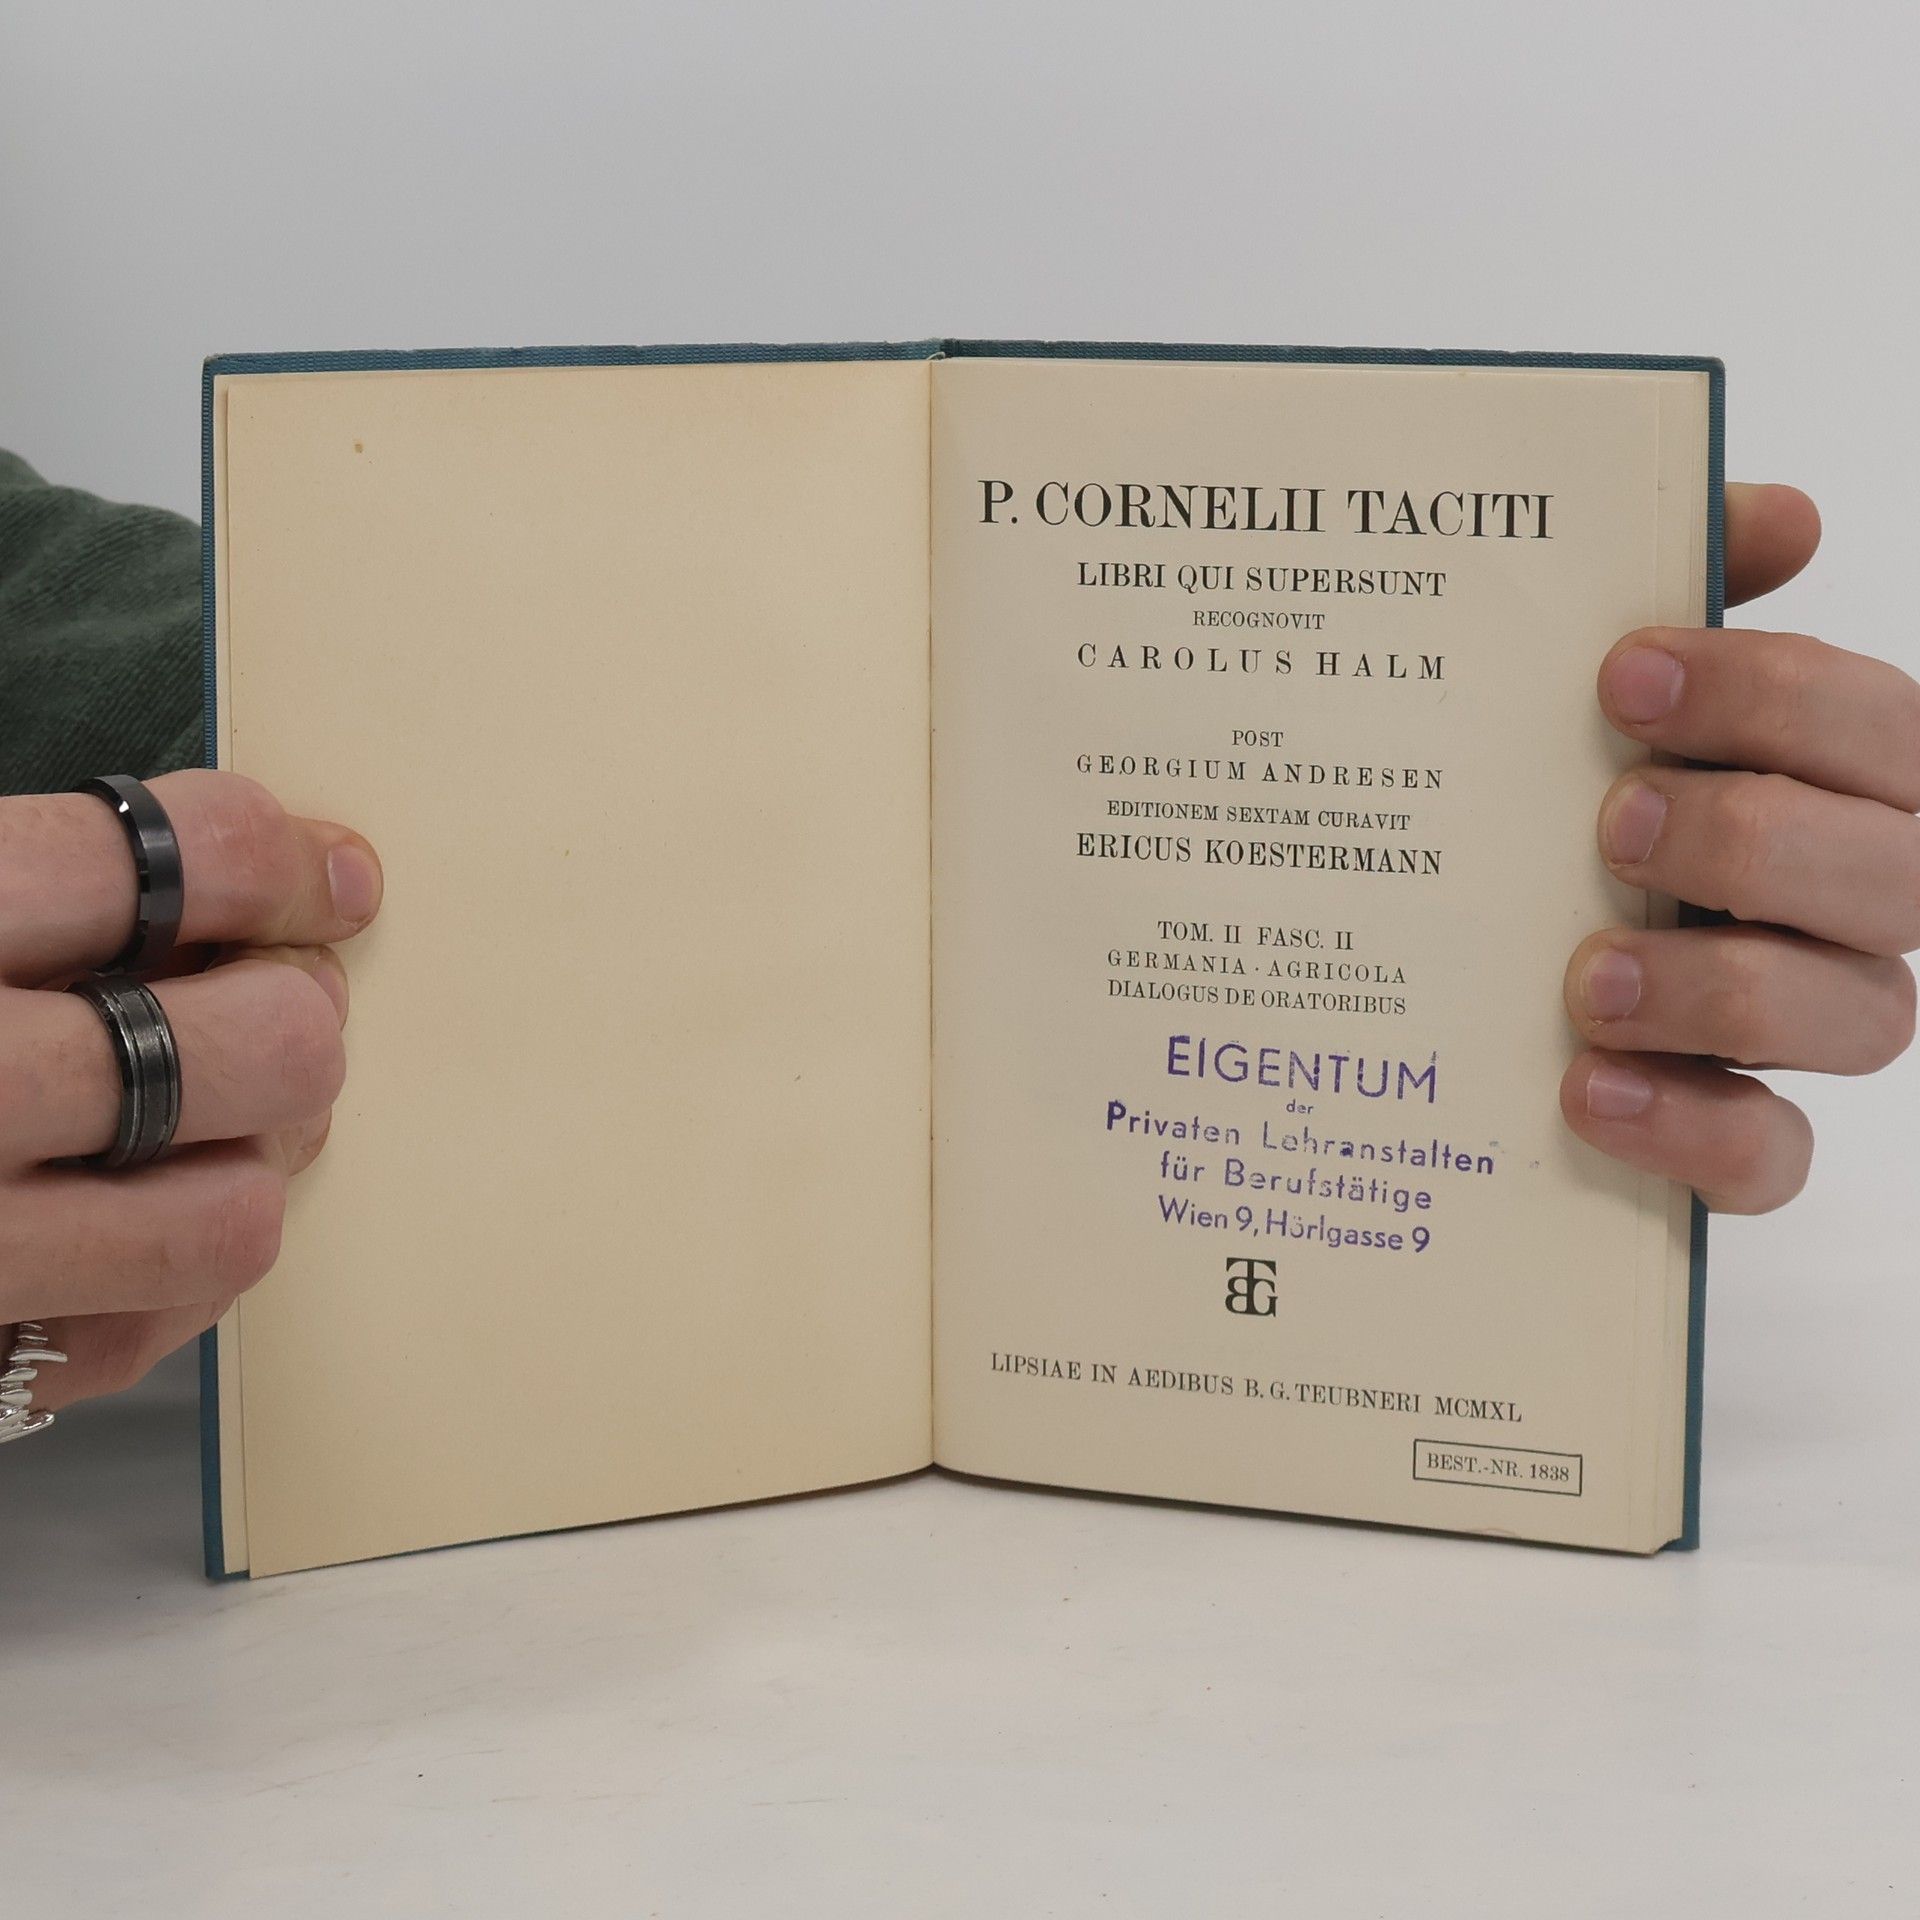 P. CORNELII TACITI
LIBRI QUI SUPERSUNT
RECOGNOVIT
CAROLUS HALM
POST
GEORGIUM ANDRESEN
EDITIONEM SEXTAM CURAVIT
ERICUS KOESTERMANN
TOM. II FASC. II
GERMANIA · AGRICOLA
DIALOGUS DE ORATORIBUS
EIGENTUM
der
Privaten Lehranstalten
für Berufstätige
Wien 9, Hörlgasse 9
BTG
LIPSIAE IN AEDIBUS B. G. TEUBNERI MCMXL
BEST.-NR. 1838